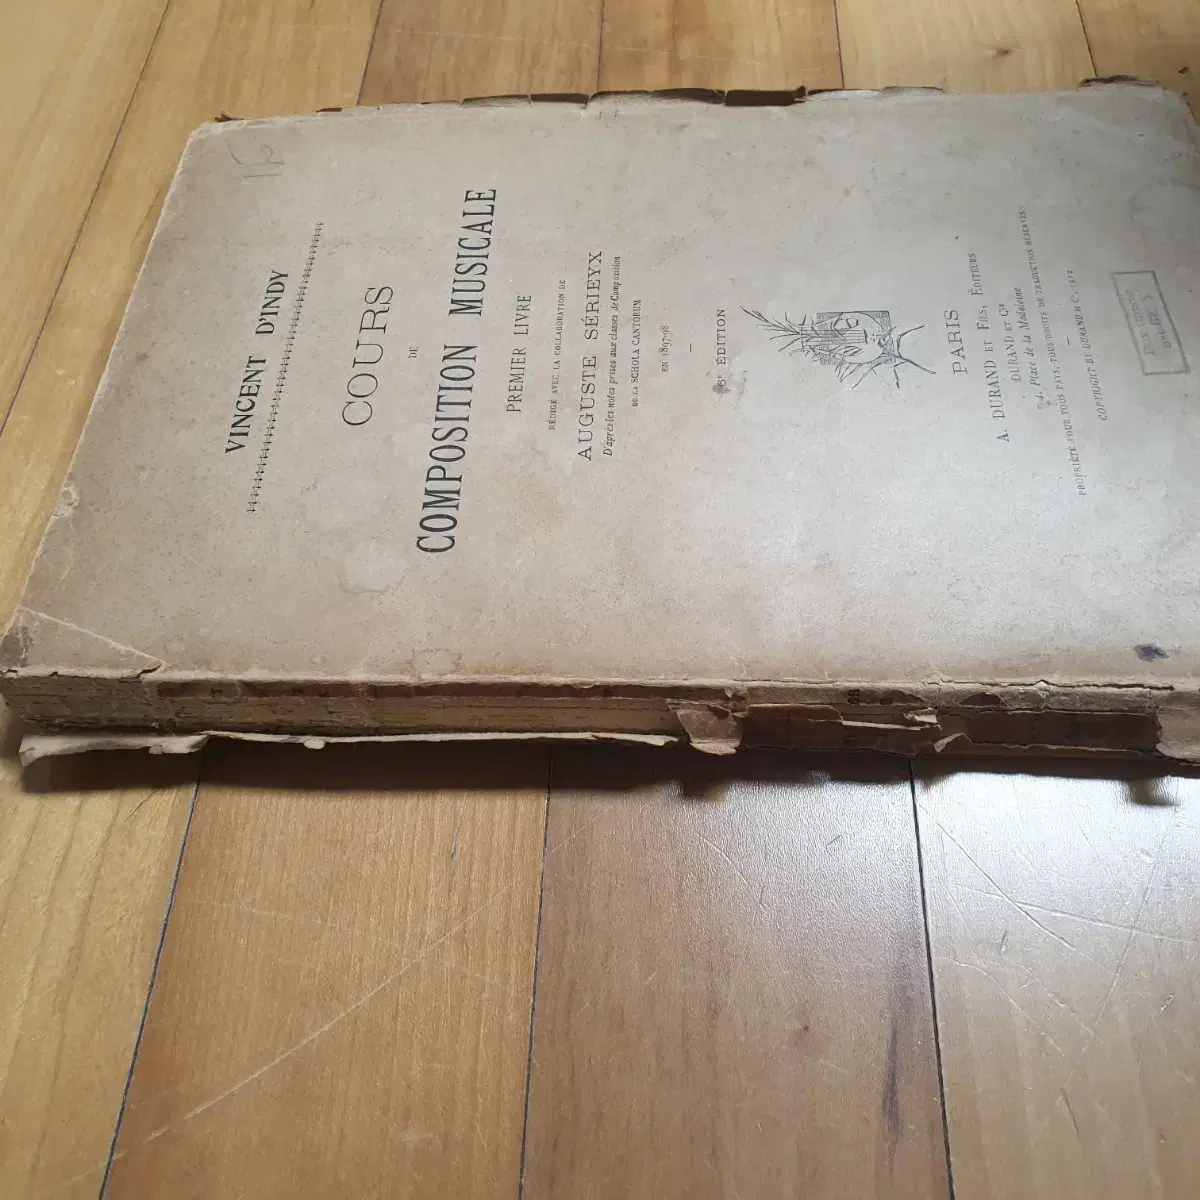 VINCENT D'INDY
COURS
DE
COMPOSITION MUSICALE
PREMIER LIVRE
RÉDIGÉ AVEC LA COLLABORATION DE
AUGUSTE SÉRIEYX
D'après les notes prises aux classes de Composition
DE LA SCHOLA CANTORUM
EN 1897-98
6e ÉDITION
PARIS
A. DURAND ET FILS, ÉDITEURS
DURAND ET Cie
4, Place de la Madeleine
PROPRIÉTÉ POUR TOUS PAYS, TOUS DROITS DE TRADUCTION RÉSERVÉS
COPYRIGHT BY DURAND & Co, 1912